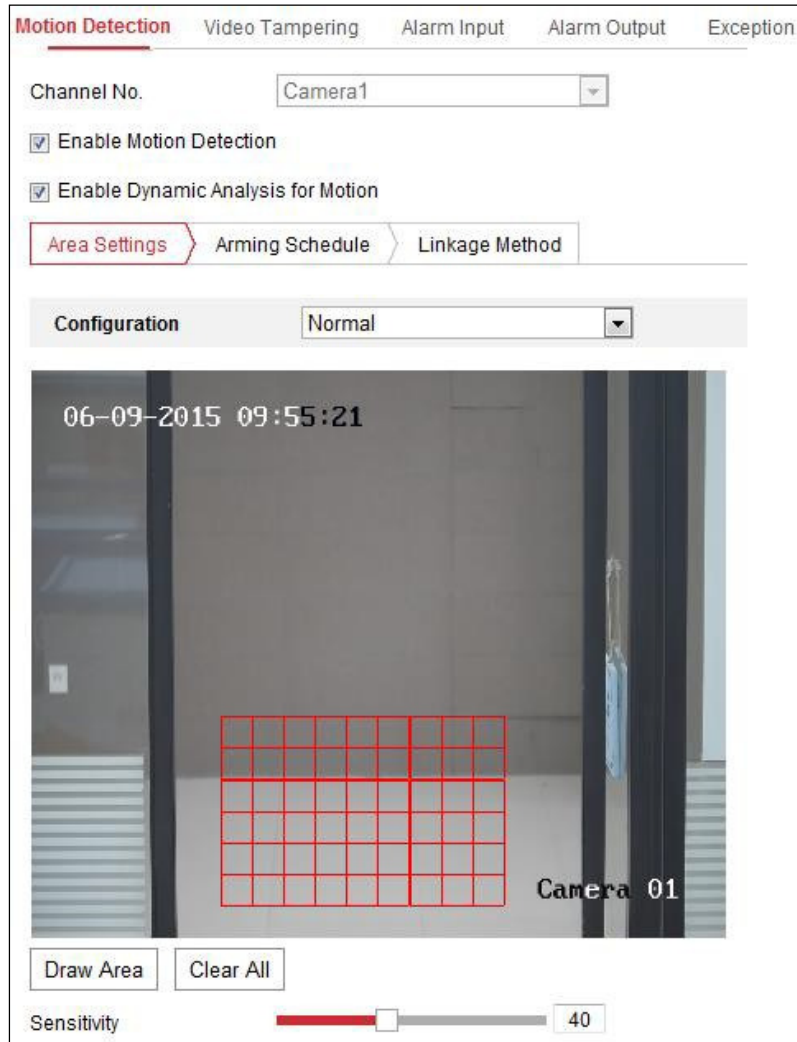 Motion Detection Video Tampering Alarm Input Alarm Output Exception
Channel No. Camera1
Enable Motion Detection
Enable Dynamic Analysis for Motion
Area Settings Arming Schedule Linkage Method
Configuration Normal
06-09-2015 09:55:21
Camera 01
Draw Area Clear All
Sensitivity 40